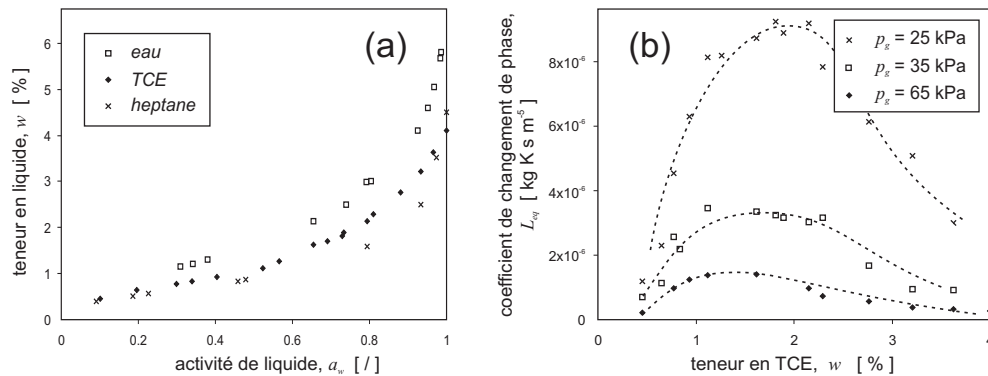 (a)
eau
TCE
heptane
teneur en liquide, w [ % ]
6
5
4
3
2
1
0
0
0.2
0.4
0.6
0.8
1
activité de liquide, a_w [ / ]
(b)
p_g = 25 kPa
p_g = 35 kPa
p_g = 65 kPa
coefficient de changement de phase,
L_eq [ kg K s m⁻⁵ ]
8x10⁻⁶
6x10⁻⁶
4x10⁻⁶
2x10⁻⁶
0
0
1
2
3
4
teneur en TCE, w [ % ]